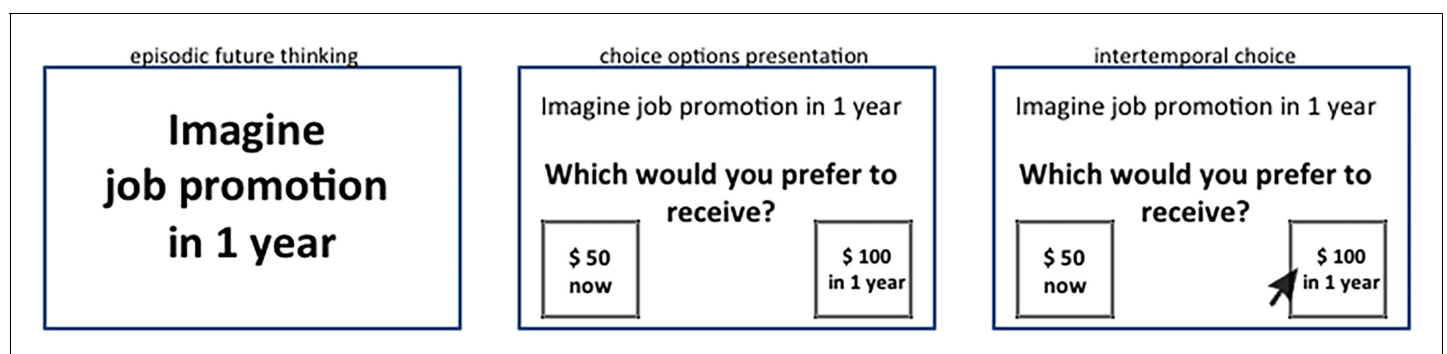 episodic future thinking
Imagine
job promotion
in 1 year
choice options presentation
Imagine job promotion in 1 year
Which would you prefer to
receive?
$ 50
now
$ 100
in 1 year
intertemporal choice
Imagine job promotion in 1 year
Which would you prefer to
receive?
$ 50
now
$ 100
in 1 year